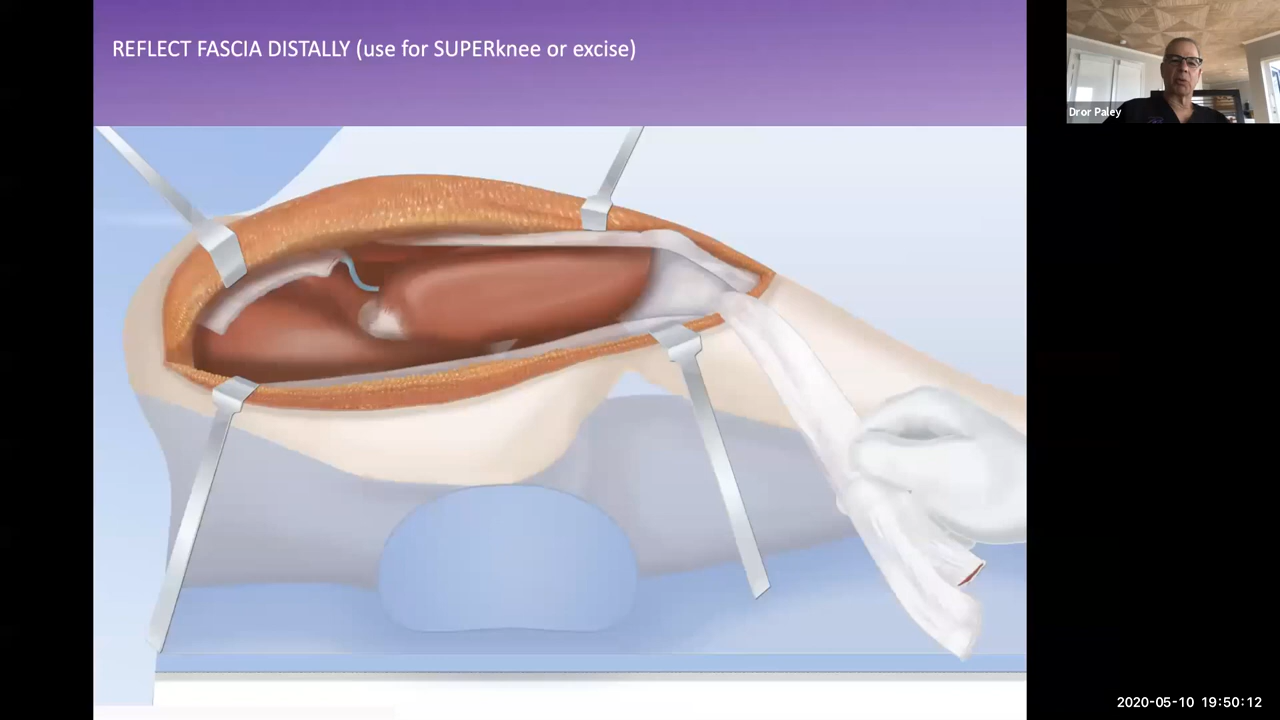 REFLECT FASCIA DISTALLY (use for SUPERknee or excise)
Dror Paley
2020-05-10 19:50:12